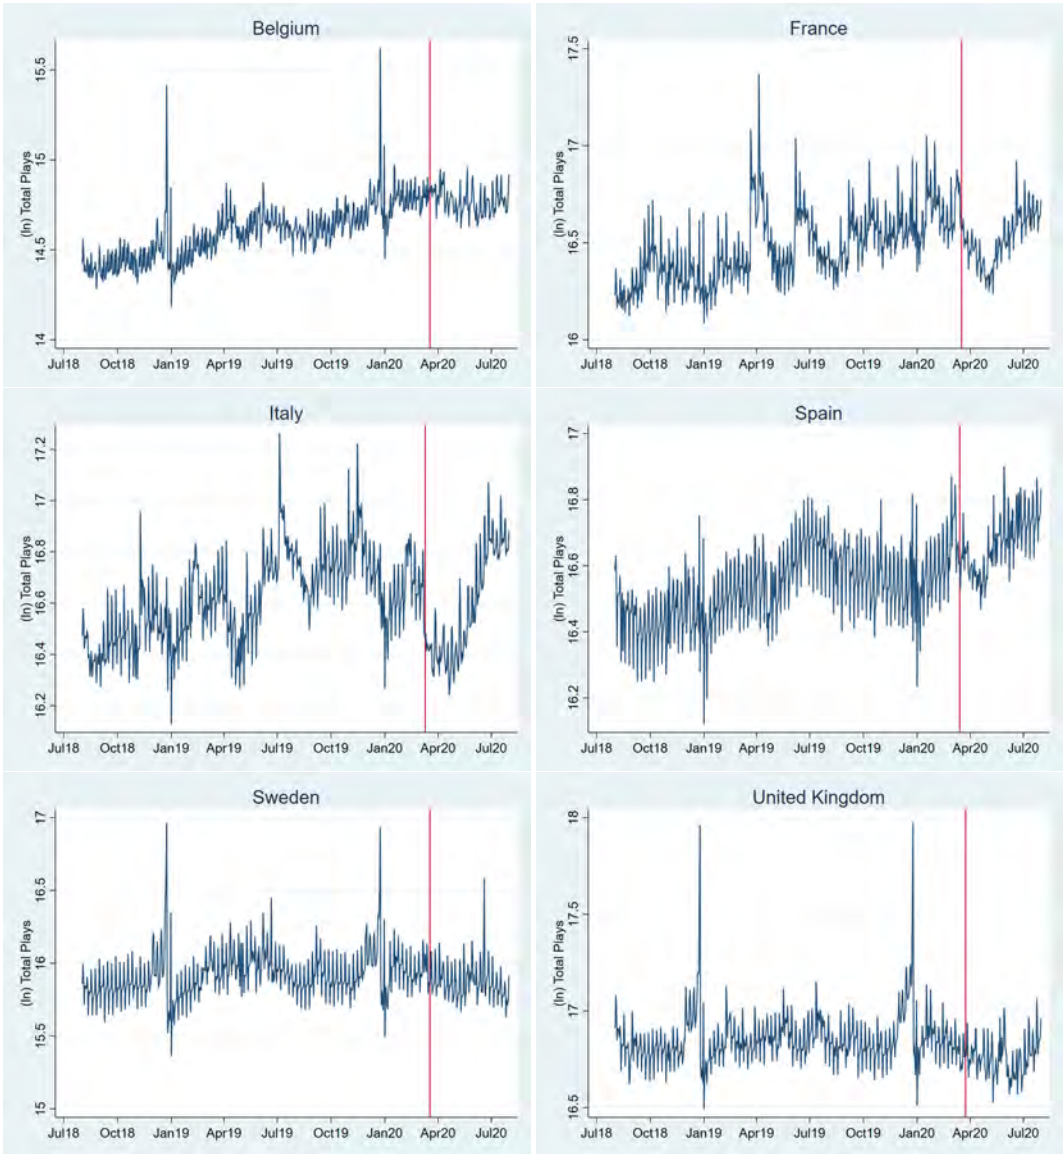 Belgium
(ln) Total Plays
15.5
15
14.5
14
Jul18 Oct18 Jan19 Apr19 Jul19 Oct19 Jan20 Apr20 Jul20
France
(ln) Total Plays
17.5
17
16.5
16
Jul18 Oct18 Jan19 Apr19 Jul19 Oct19 Jan20 Apr20 Jul20
Italy
(ln) Total Plays
17.2
17
16.8
16.6
16.4
16.2
Jul18 Oct18 Jan19 Apr19 Jul19 Oct19 Jan20 Apr20 Jul20
Spain
(ln) Total Plays
17
16.8
16.6
16.4
16.2
Jul18 Oct18 Jan19 Apr19 Jul19 Oct19 Jan20 Apr20 Jul20
Sweden
(ln) Total Plays
17
16.5
16
15.5
15
Jul18 Oct18 Jan19 Apr19 Jul19 Oct19 Jan20 Apr20 Jul20
United Kingdom
(ln) Total Plays
18
17.5
17
16.5
Jul18 Oct18 Jan19 Apr19 Jul19 Oct19 Jan20 Apr20 Jul20